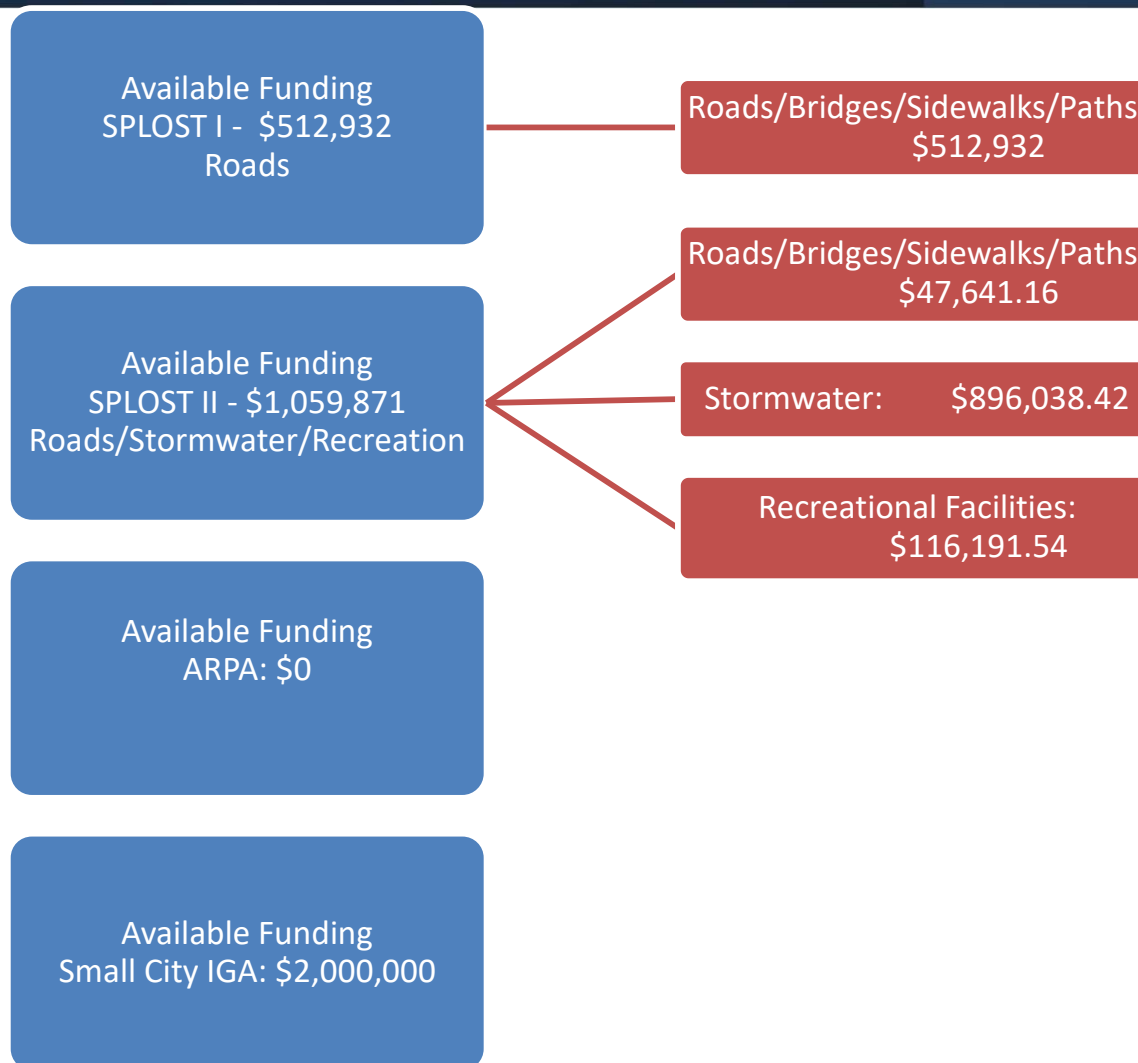 Available Funding
SPLOST I - $512,932
Roads
Roads/Bridges/Sidewalks/Paths
$512,932
Available Funding
SPLOST II - $1,059,871
Roads/Stormwater/Recreation
Roads/Bridges/Sidewalks/Paths
$47,641.16
Stormwater: $896,038.42
Recreational Facilities:
$116,191.54
Available Funding
ARPA: $0
Available Funding
Small City IGA: $2,000,000